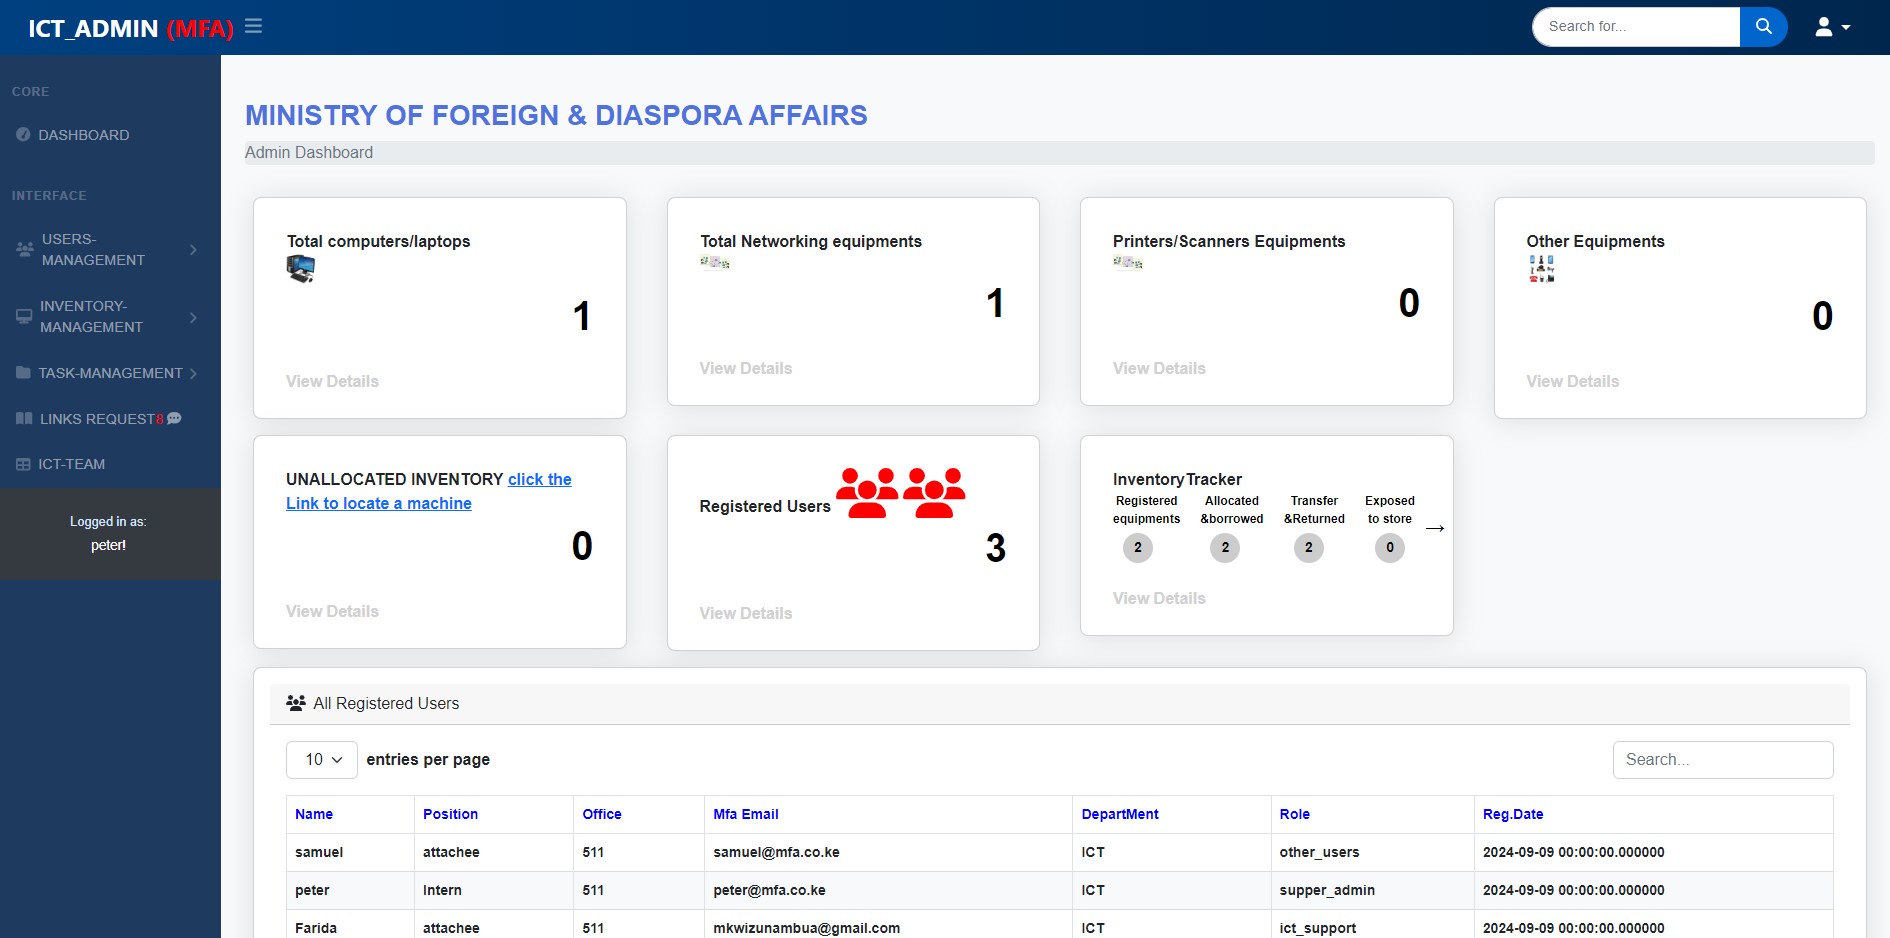 ICT_ADMIN (MFA)
Search for...
CORE
DASHBOARD
INTERFACE
USERS-
MANAGEMENT
INVENTORY-
MANAGEMENT
TASK-MANAGEMENT
LINKS REQUEST8
ICT-TEAM
Logged in as:
peter!
MINISTRY OF FOREIGN & DIASPORA AFFAIRS
Admin Dashboard
Total computers/laptops
1
View Details
Total Networking equipments
1
View Details
Printers/Scanners Equipments
0
View Details
Other Equipments
0
View Details
UNALLOCATED INVENTORY click the
Link to locate a machine
0
View Details
Registered Users
3
View Details
InventoryTracker
Registered equipments 2
Allocated &borrowed 2
Transfer &Returned 2
Exposed to store 0
→
View Details
All Registered Users
10 entries per page
Search...
Name Position Office Mfa Email DepartMent Role Reg.Date
samuel attachee 511 samuel@mfa.co.ke ICT other_users 2024-09-09 00:00:00.000000
peter Intern 511 peter@mfa.co.ke ICT supper_admin 2024-09-09 00:00:00.000000
Farida attachee 511 mkwizunambua@gmail.com ICT ict_support 2024-09-09 00:00:00.000000